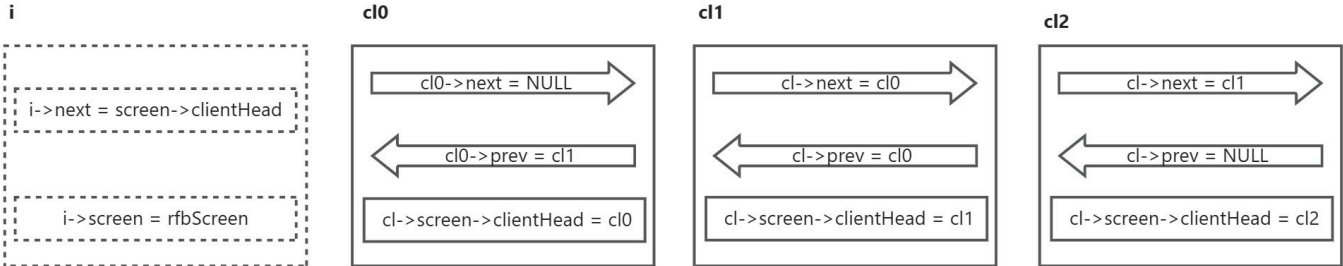 i
i->next = screen->clientHead
i->screen = rfbScreen
cl0
cl0->next = NULL
cl0->prev = cl1
cl->screen->clientHead = cl0
cl1
cl->next = cl0
cl->prev = cl0
cl->screen->clientHead = cl1
cl2
cl->next = cl1
cl->prev = NULL
cl->screen->clientHead = cl2